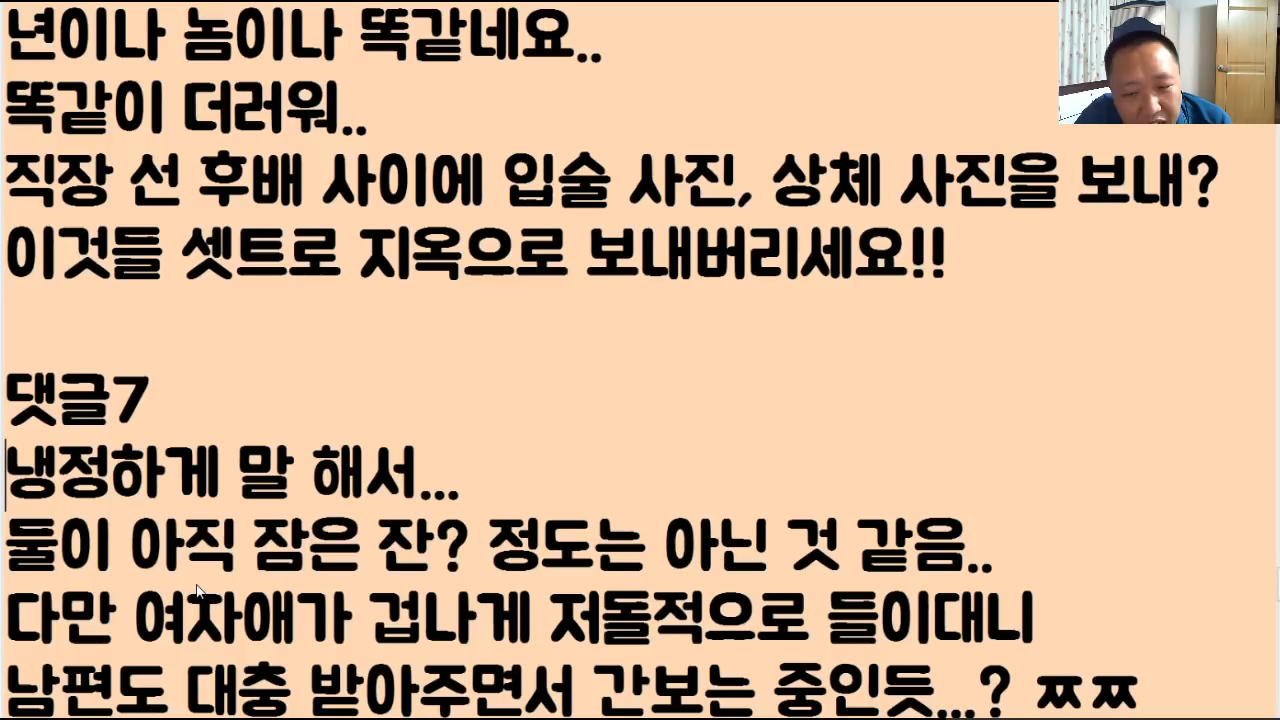 년이나 놈이나 똑같네요..
똑같이 더러워..
직장 선 후배 사이에 입술 사진, 상체 사진을 보내?
이것들 셋트로 지옥으로 보내버리세요!!
댓글7
냉정하게 말 해서...
둘이 아직 잠은 잔? 정도는 아닌 것 같음..
다만 여자애가 겁나게 저돌적으로 들이대니
남편도 대충 받아주면서 간보는 중인듯...? ㅉㅉ